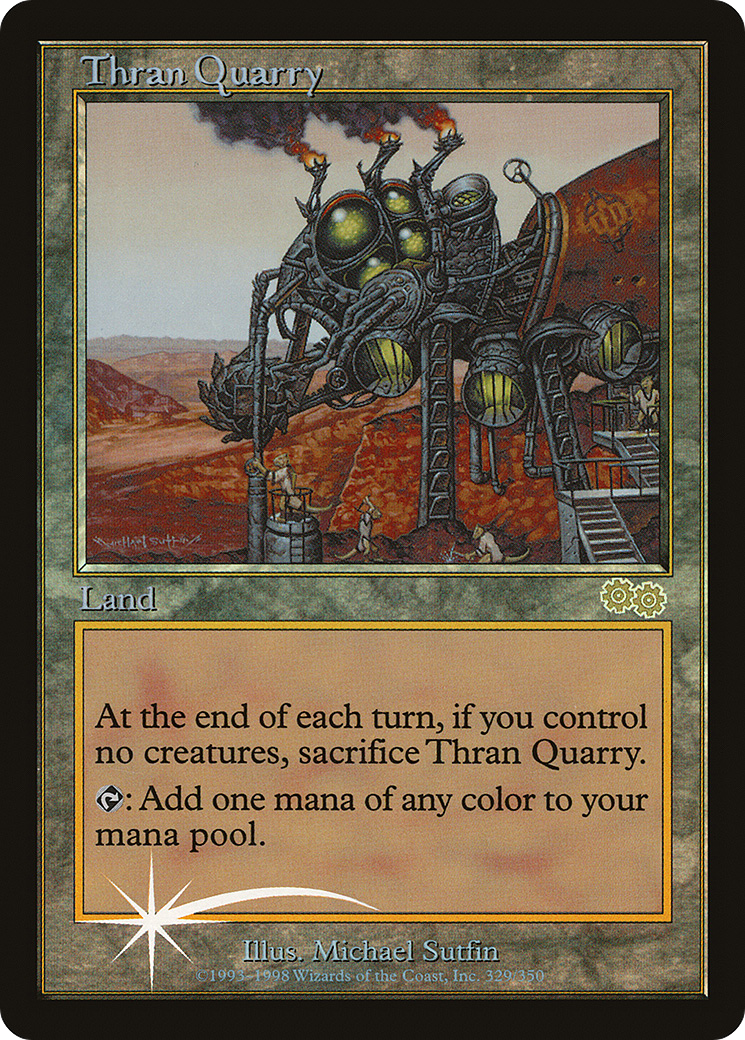 Thran Quarry
Michael Sutfin
Land
At the end of each turn, if you control
no creatures, sacrifice Thran Quarry.
: Add one mana of any color to your
mana pool.
Illus. Michael Sutfin
©1993–1998 Wizards of the Coast, Inc. 329/350